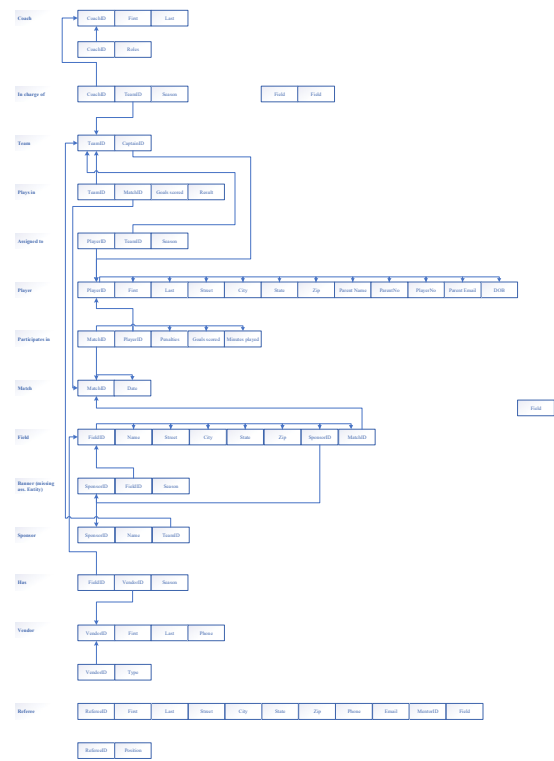 Coach CoachID First Last
CoachID Roles
In charge of CoachID TeamID Season Field Field
Team TeamID CaptainID
Plays in TeamID MatchID Goals scored Result
Assigned to PlayerID TeamID Season
Player PlayerID First Last Street City State Zip Parent Name ParentNo PlayerNo Parent Email DOB
Participates in MatchID PlayerID Penalties Goals scored Minutes played
Match MatchID Date
Field
Field FieldID Name Street City State Zip SponsorID MatchID
Banner (missing
ass. Entity) SponsorID FieldID Season
Sponsor SponsorID Name TeamID
Has FieldID VendorID Season
Vendor VendorID First Last Phone
VendorID Type
Referee RefereeID First Last Street City State Zip Phone Email MentorID Field
RefereeID Position